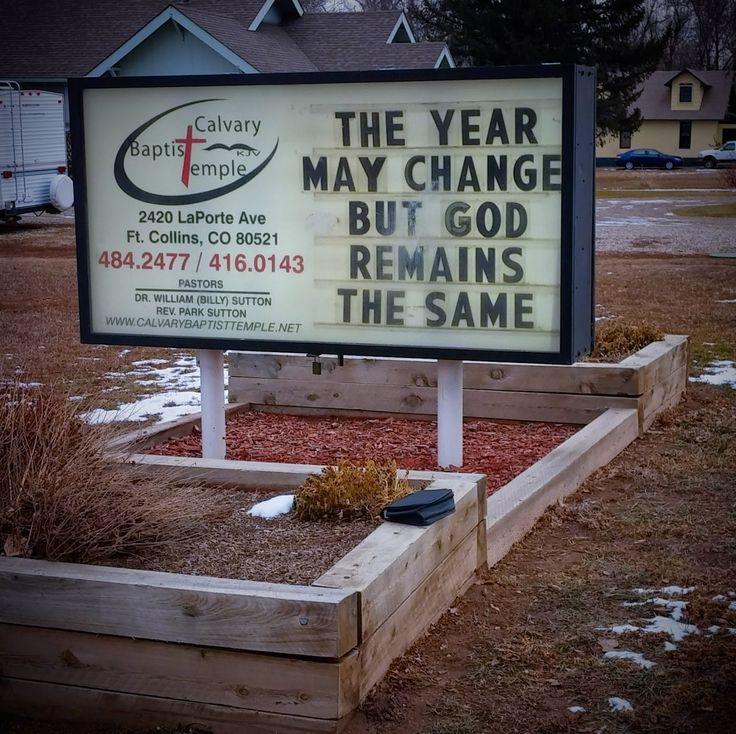 Calvary
Baptist KJV
Temple
2420 LaPorte Ave
Ft. Collins, CO 80521
484.2477 / 416.0143
PASTORS
DR. WILLIAM (BILLY) SUTTON
REV. PARK SUTTON
WWW.CALVARYBAPTISTTEMPLE.NET
THE YEAR
MAY CHANGE
BUT GOD
REMAINS
THE SAME